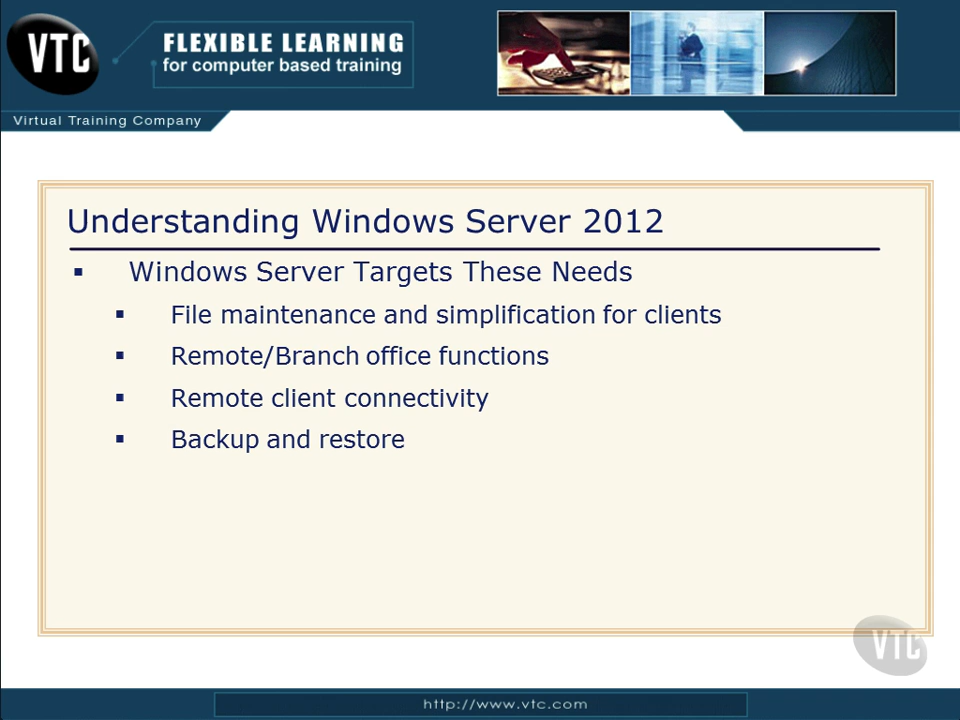 VTC
FLEXIBLE LEARNING
for computer based training
Virtual Training Company
Understanding Windows Server 2012
▪ Windows Server Targets These Needs
▪ File maintenance and simplification for clients
▪ Remote/Branch office functions
▪ Remote client connectivity
▪ Backup and restore
VTC
http://www.vtc.com